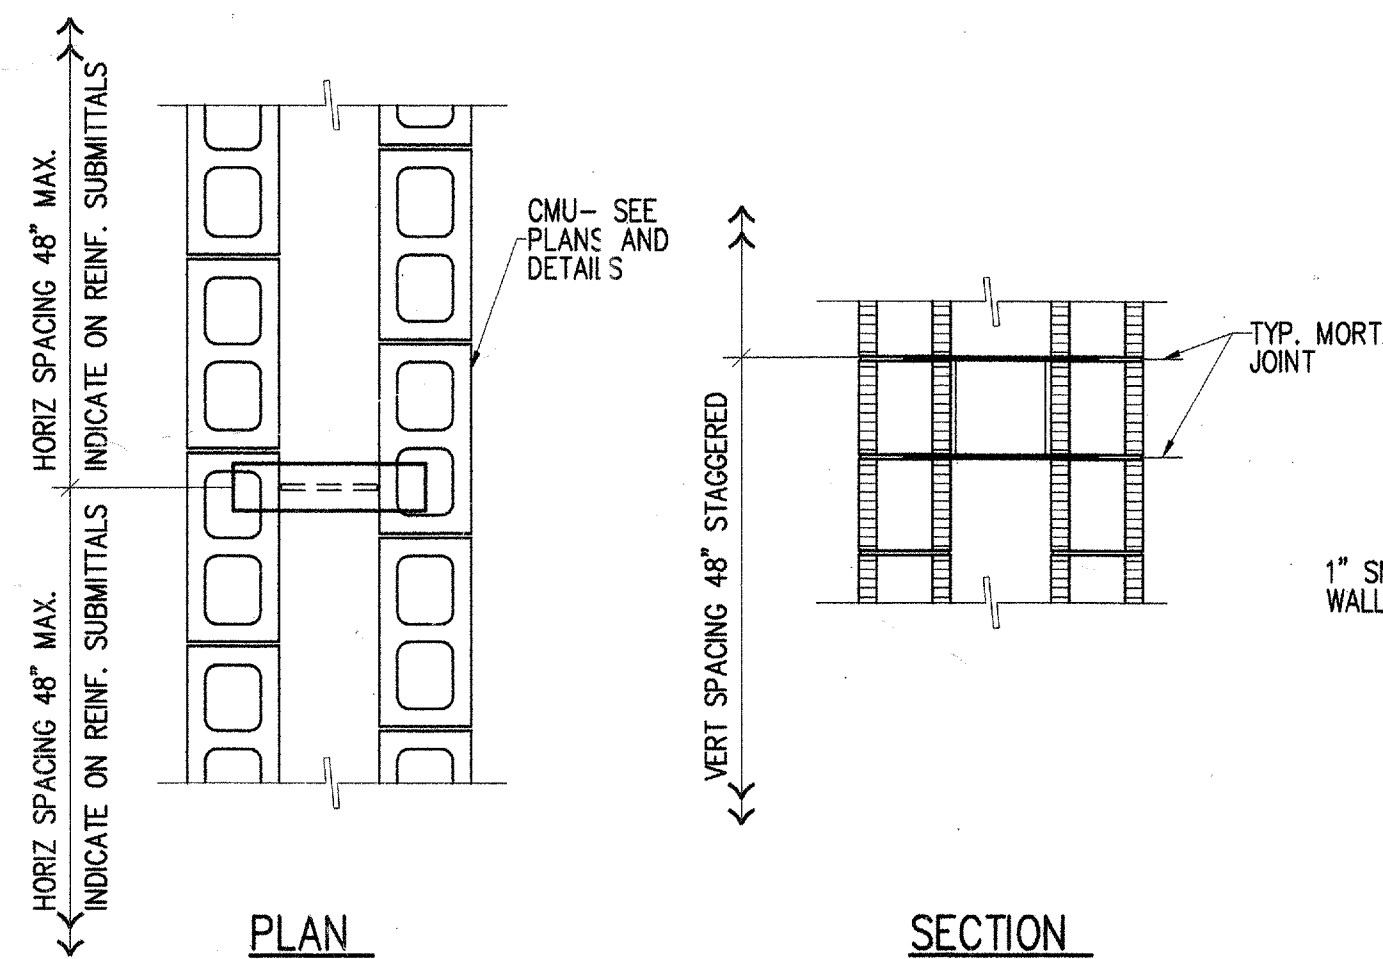 HORIZ SPACING 48" MAX.
INDICATE ON REINF. SUBMITTALS
HORIZ SPACING 48" MAX.
INDICATE ON REINF. SUBMITTALS
CMU- SEE
PLANS AND
DETAILS
PLAN
VERT SPACING 48" STAGGERED
TYP. MORT
JOINT
SECTION
1"
WALL